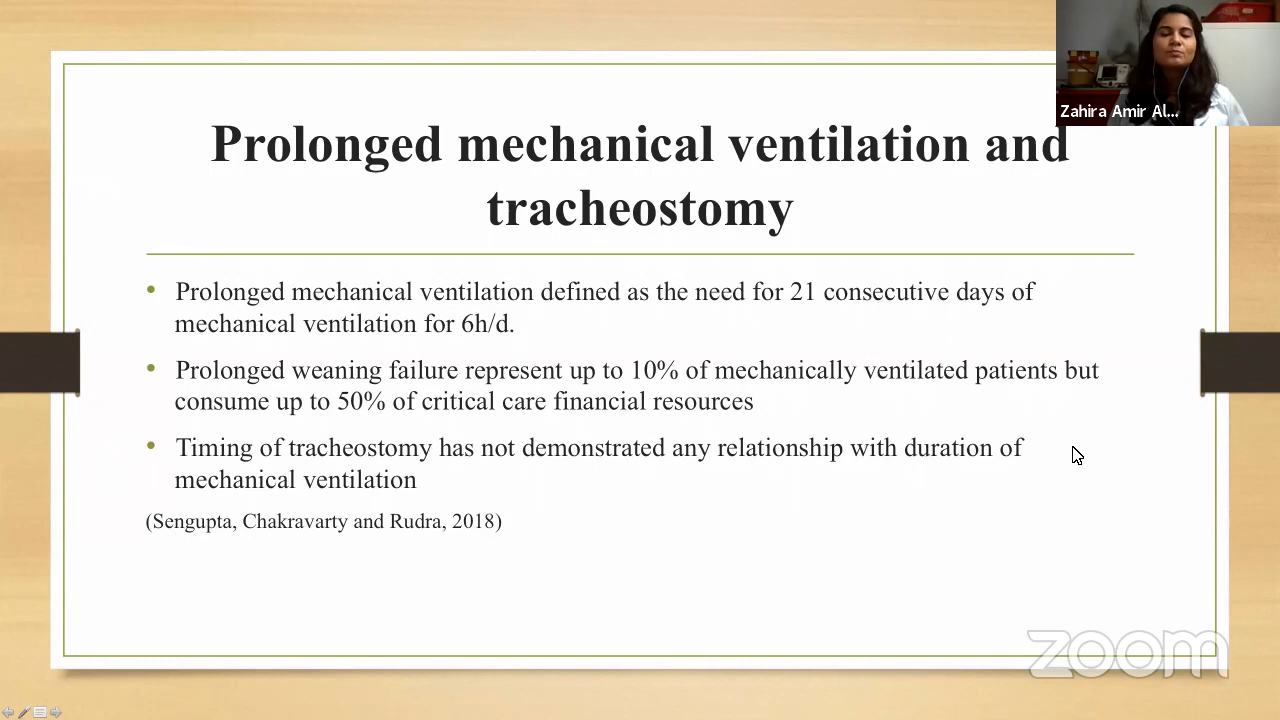 Zahira Amir Al...
Prolonged mechanical ventilation and
tracheostomy
• Prolonged mechanical ventilation defined as the need for 21 consecutive days of
mechanical ventilation for 6h/d.
• Prolonged weaning failure represent up to 10% of mechanically ventilated patients but
consume up to 50% of critical care financial resources
• Timing of tracheostomy has not demonstrated any relationship with duration of
mechanical ventilation
(Sengupta, Chakravarty and Rudra, 2018)
zoom